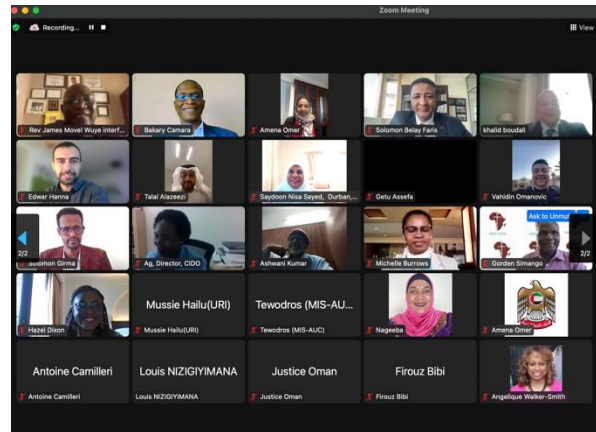 Zoom Meeting
Recording...
View
Rev James Movel Wuye interf...
Bakary Camara
Amena Omer
Solomon Belay Faris
khalid boudali
Edwar Hanna
Talal Alazeezi
Saydoon Nisa Sayed, Durban,...
Getu Assefa
Vahidin Omanovic
2/2
Solomon Girma
Ag, Director, CIDO
Ashwani Kumar
Michelle Burrows
Ask to Unmute
Gorden Simango
2/2
Hazel Dixon
Mussie Hailu(URI)
Mussie Hailu(URI)
Tewodros (MIS-AU...
Tewodros (MIS-AUC)
Nageeba
Amena Omer
Antoine Camilleri
Antoine Camilleri
Louis NIZIGIYIMANA
Louis NIZIGIYIMANA
Justice Oman
Justice Oman
Firouz Bibi
Firouz Bibi
Angelique Walker-Smith